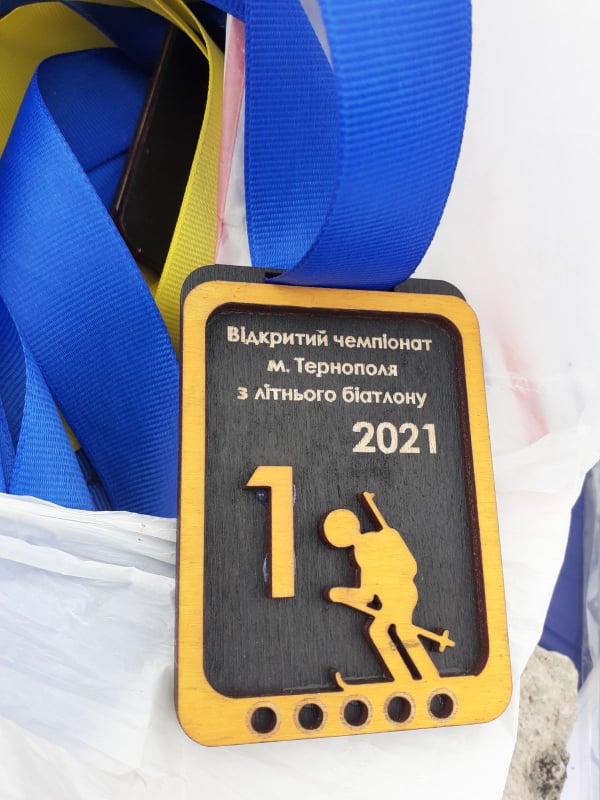 Відкритий чемпіонат
м. Тернополя
з літнього біатлону
2021
1